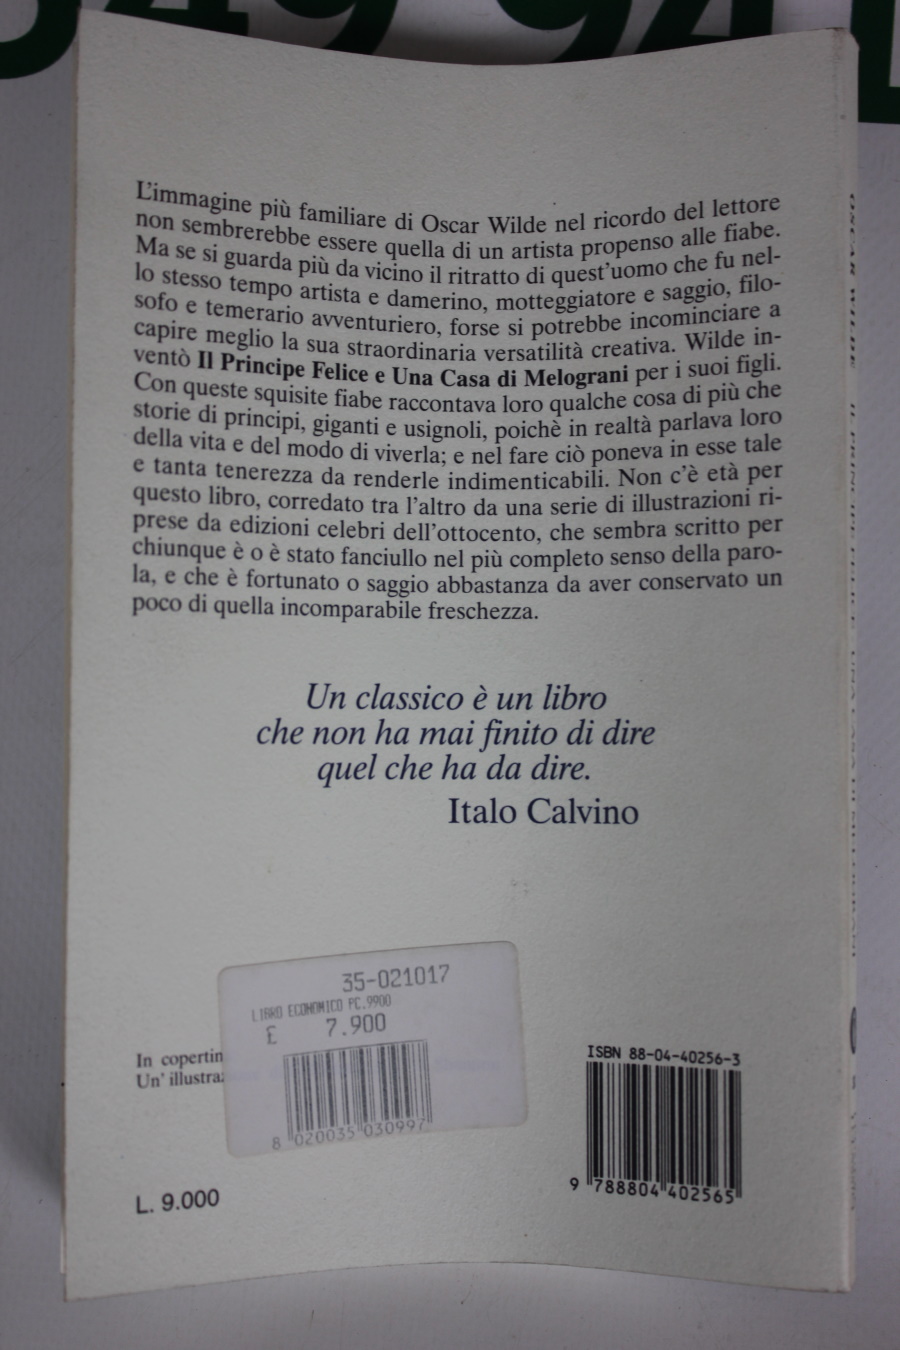 L'immagine più familiare di Oscar Wilde nel ricordo del lettore
non sembrerebbe essere quella di un artista propenso alle fiabe.
Ma se si guarda più da vicino il ritratto di quest'uomo che fu nel-
lo stesso tempo artista e damerino, motteggiatore e saggio, filo-
sofo e temerario avventuriero, forse si potrebbe incominciare a
capire meglio la sua straordinaria versatilità creativa. Wilde in-
ventò Il Principe Felice e Una Casa di Melograni per i suoi figli.
Con queste squisite fiabe raccontava loro qualche cosa di più che
storie di principi, giganti e usignoli, poichè in realtà parlava loro
della vita e del modo di viverla; e nel fare ciò poneva in esse tale
e tanta tenerezza da renderle indimenticabili. Non c'è età per
questo libro, corredato tra l'altro da una serie di illustrazioni ri-
prese da edizioni celebri dell'ottocento, che sembra scritto per
chiunque è o è stato fanciullo nel più completo senso della paro-
la, e che è fortunato o saggio abbastanza da aver conservato un
poco di quella incomparabile freschezza.
Un classico è un libro
che non ha mai finito di dire
quel che ha da dire.
Italo Calvino
35-021017
LIBRO ECONOMICO PC.9900
£ 7.900
8 020035 030997
In copertin
Un' illustra
L. 9.000
ISBN 88-04-40256-3
9 788804 402565
OSCAR WILDE